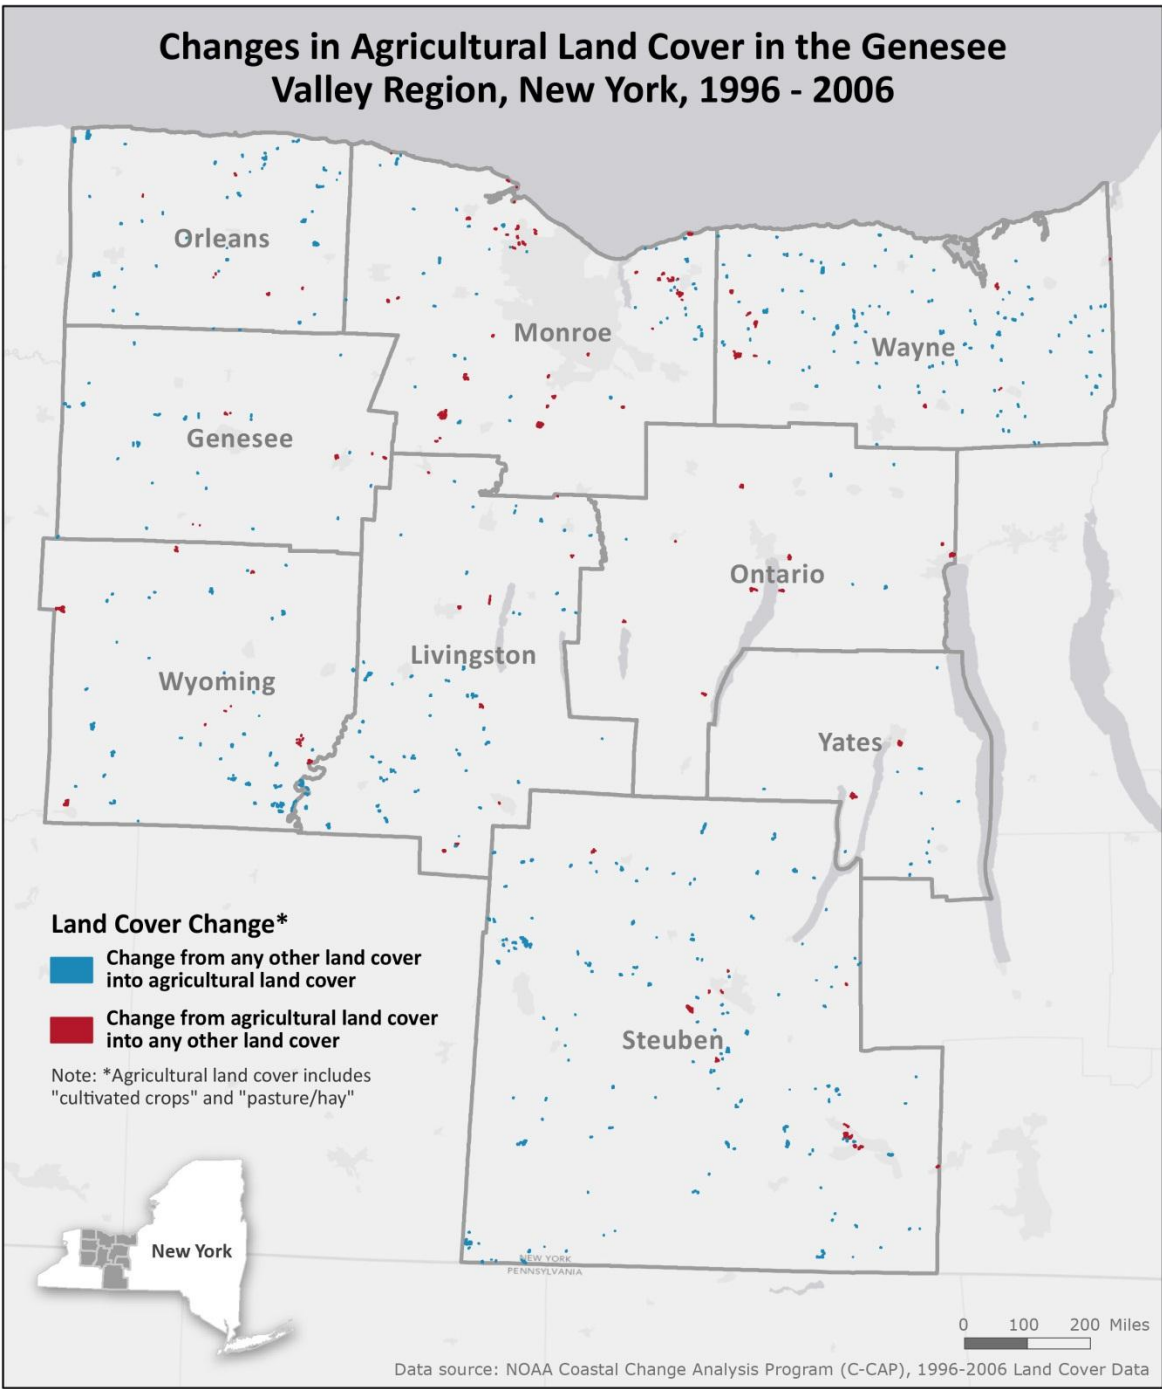 Changes in Agricultural Land Cover in the Genesee
Valley Region, New York, 1996 - 2006
Orleans
Monroe
Wayne
Genesee
Ontario
Livingston
Wyoming
Yates
Steuben
Land Cover Change*
Change from any other land cover
into agricultural land cover
Change from agricultural land cover
into any other land cover
Note: *Agricultural land cover includes
"cultivated crops" and "pasture/hay"
New York
NEW YORK
PENNSYLVANIA
0 100 200 Miles
Data source: NOAA Coastal Change Analysis Program (C-CAP), 1996-2006 Land Cover Data